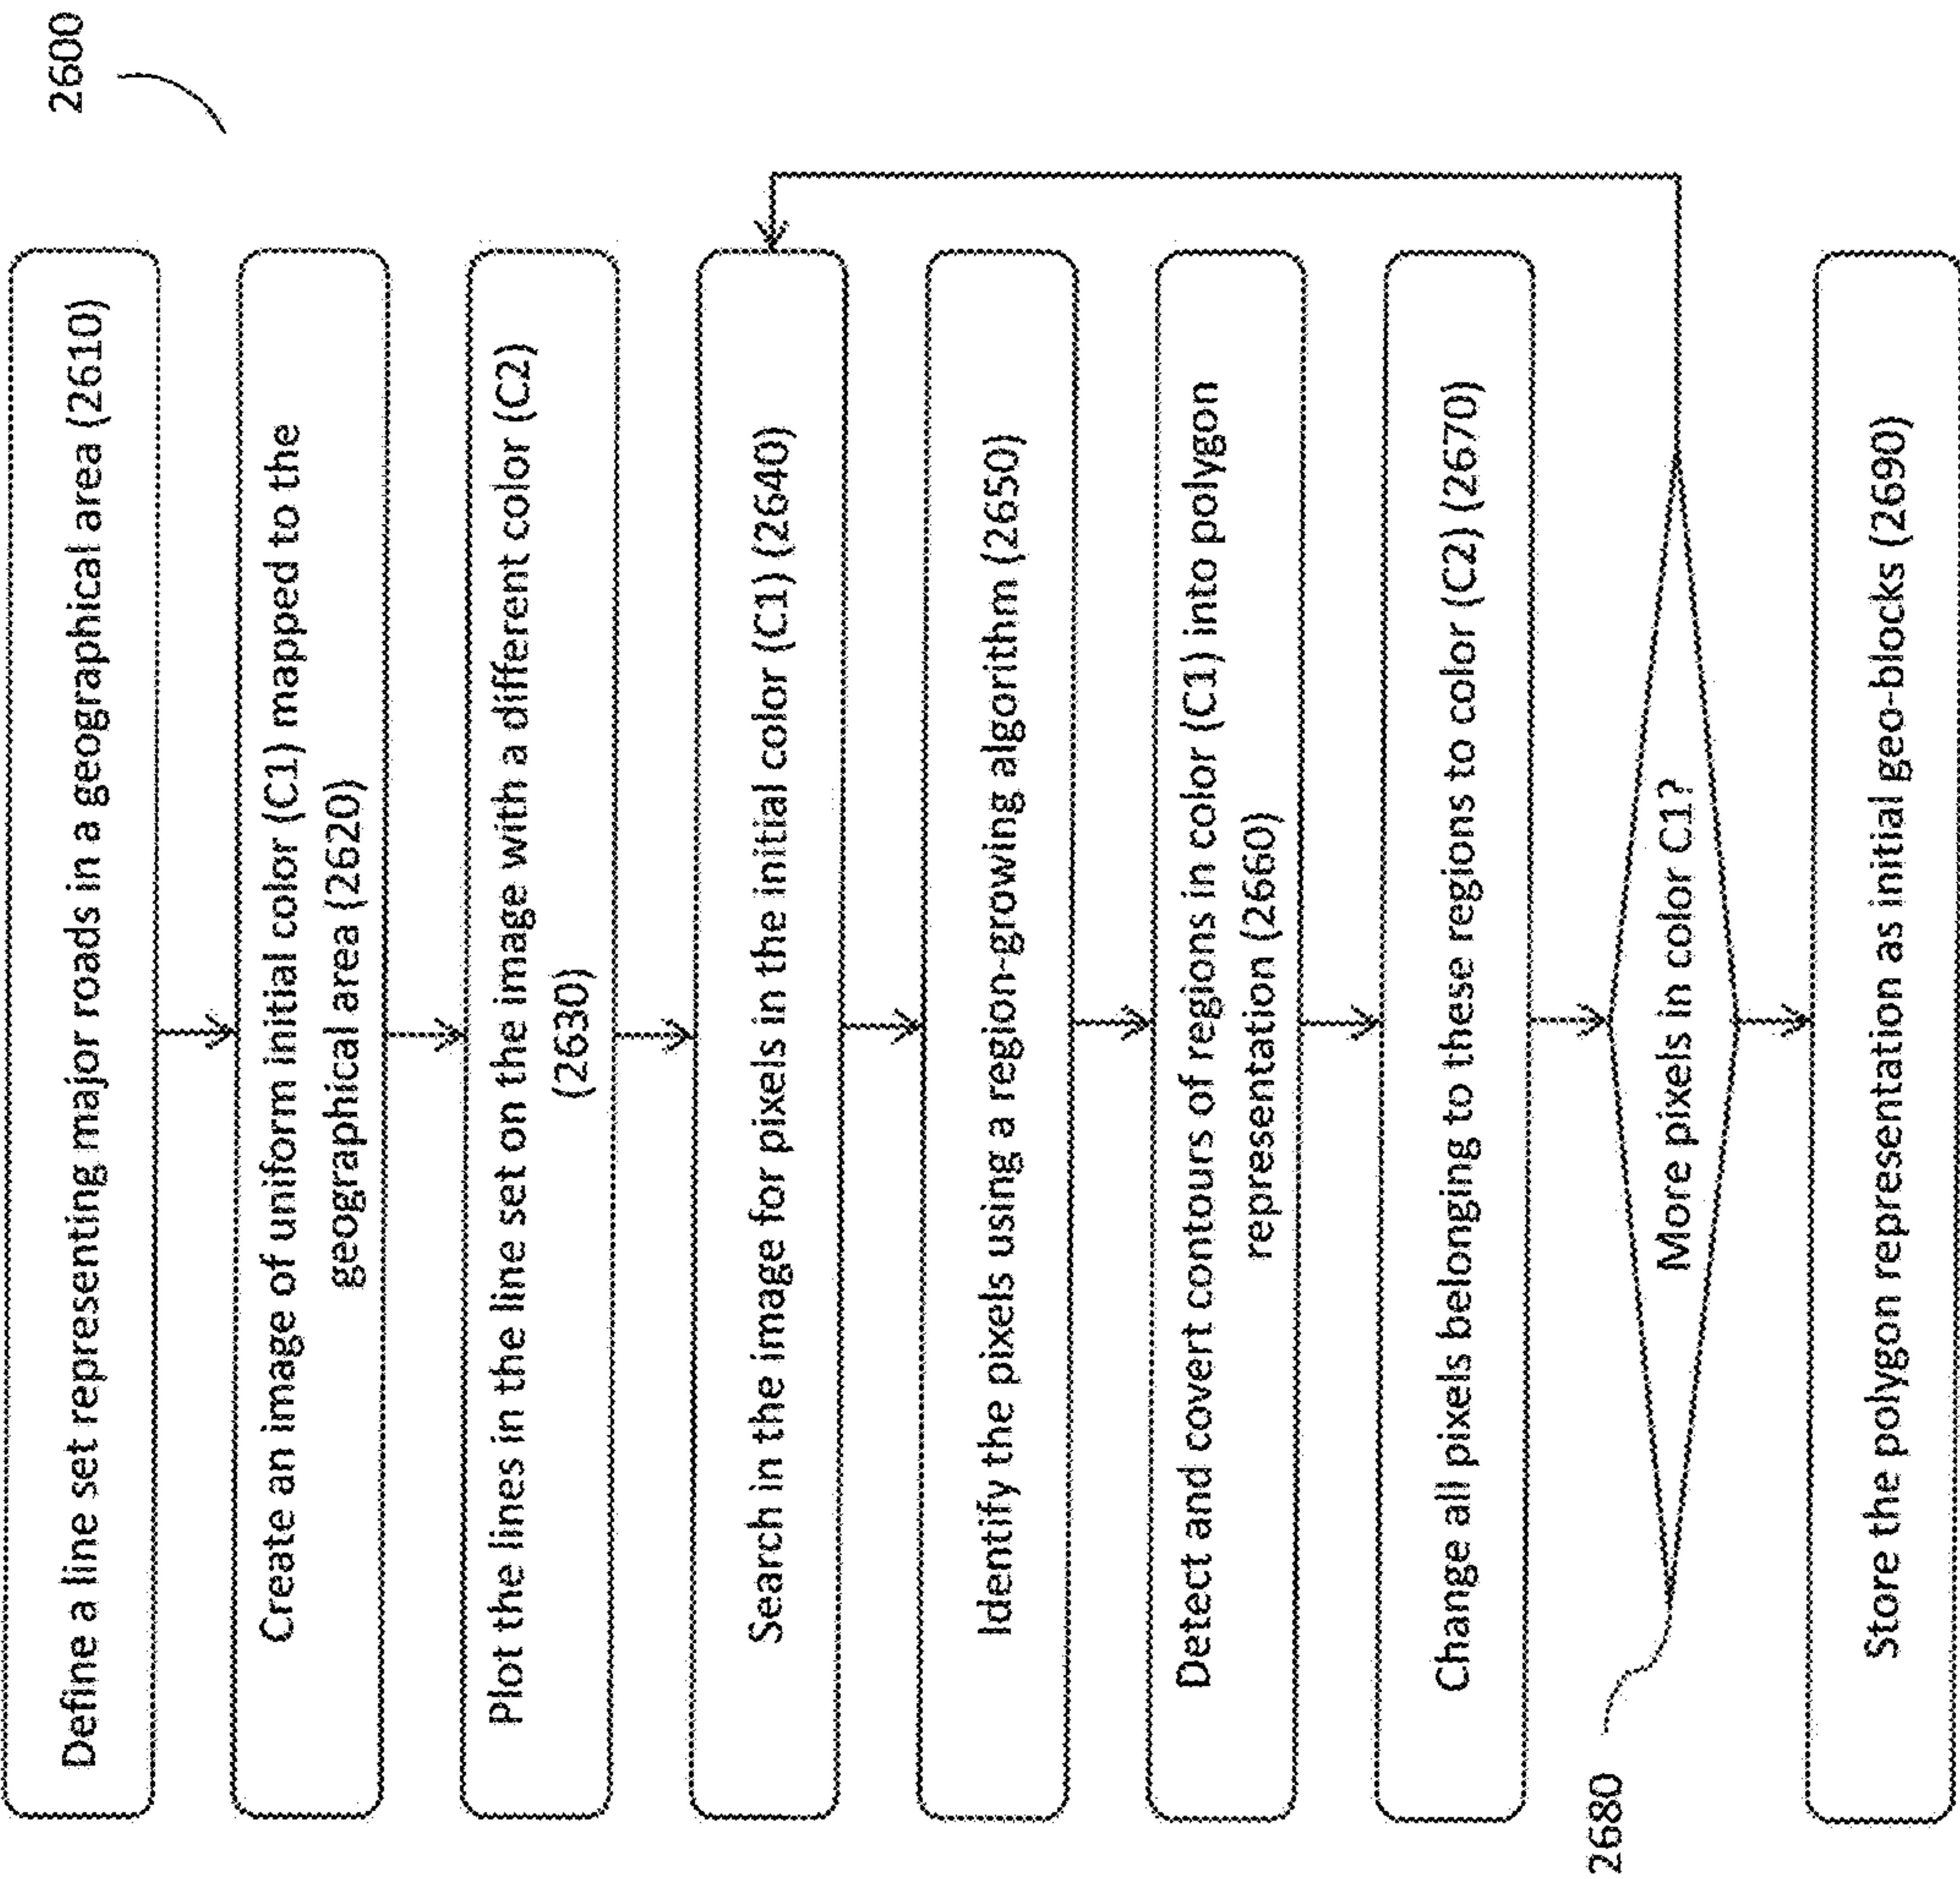 2600
Define a line set representing major roads in a geographical area (2610)
Create an image of uniform initial color (C1) mapped to the
geographical area (2620)
Plot the lines in the line set on the image with a different color (C2)
(2630)
Search in the image for pixels in the initial color (C1) (2640)
Identify the pixels using a region-growing algorithm (2650)
Detect and covert contours of regions in color (C1) into polygon
representation (2660)
Change all pixels belonging to these regions to color (C2) (2670)
2680
More pixels in color C1?
Store the polygon representation as initial geo-blocks (2690)